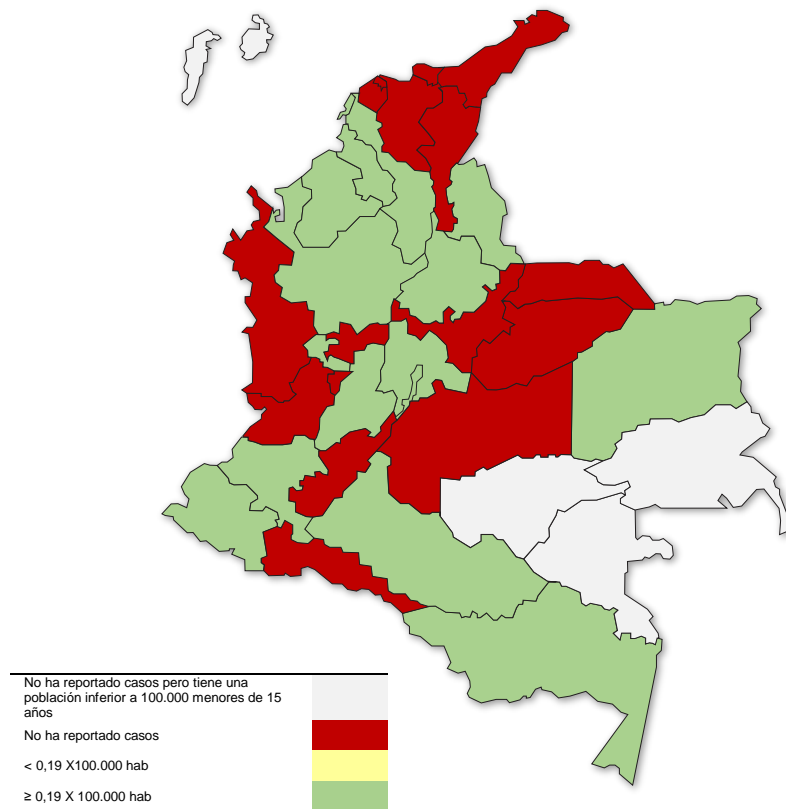 No ha reportado casos pero tiene una
población inferior a 100.000 menores de 15
años
No ha reportado casos
< 0,19 X100.000 hab
≥ 0,19 X 100.000 hab